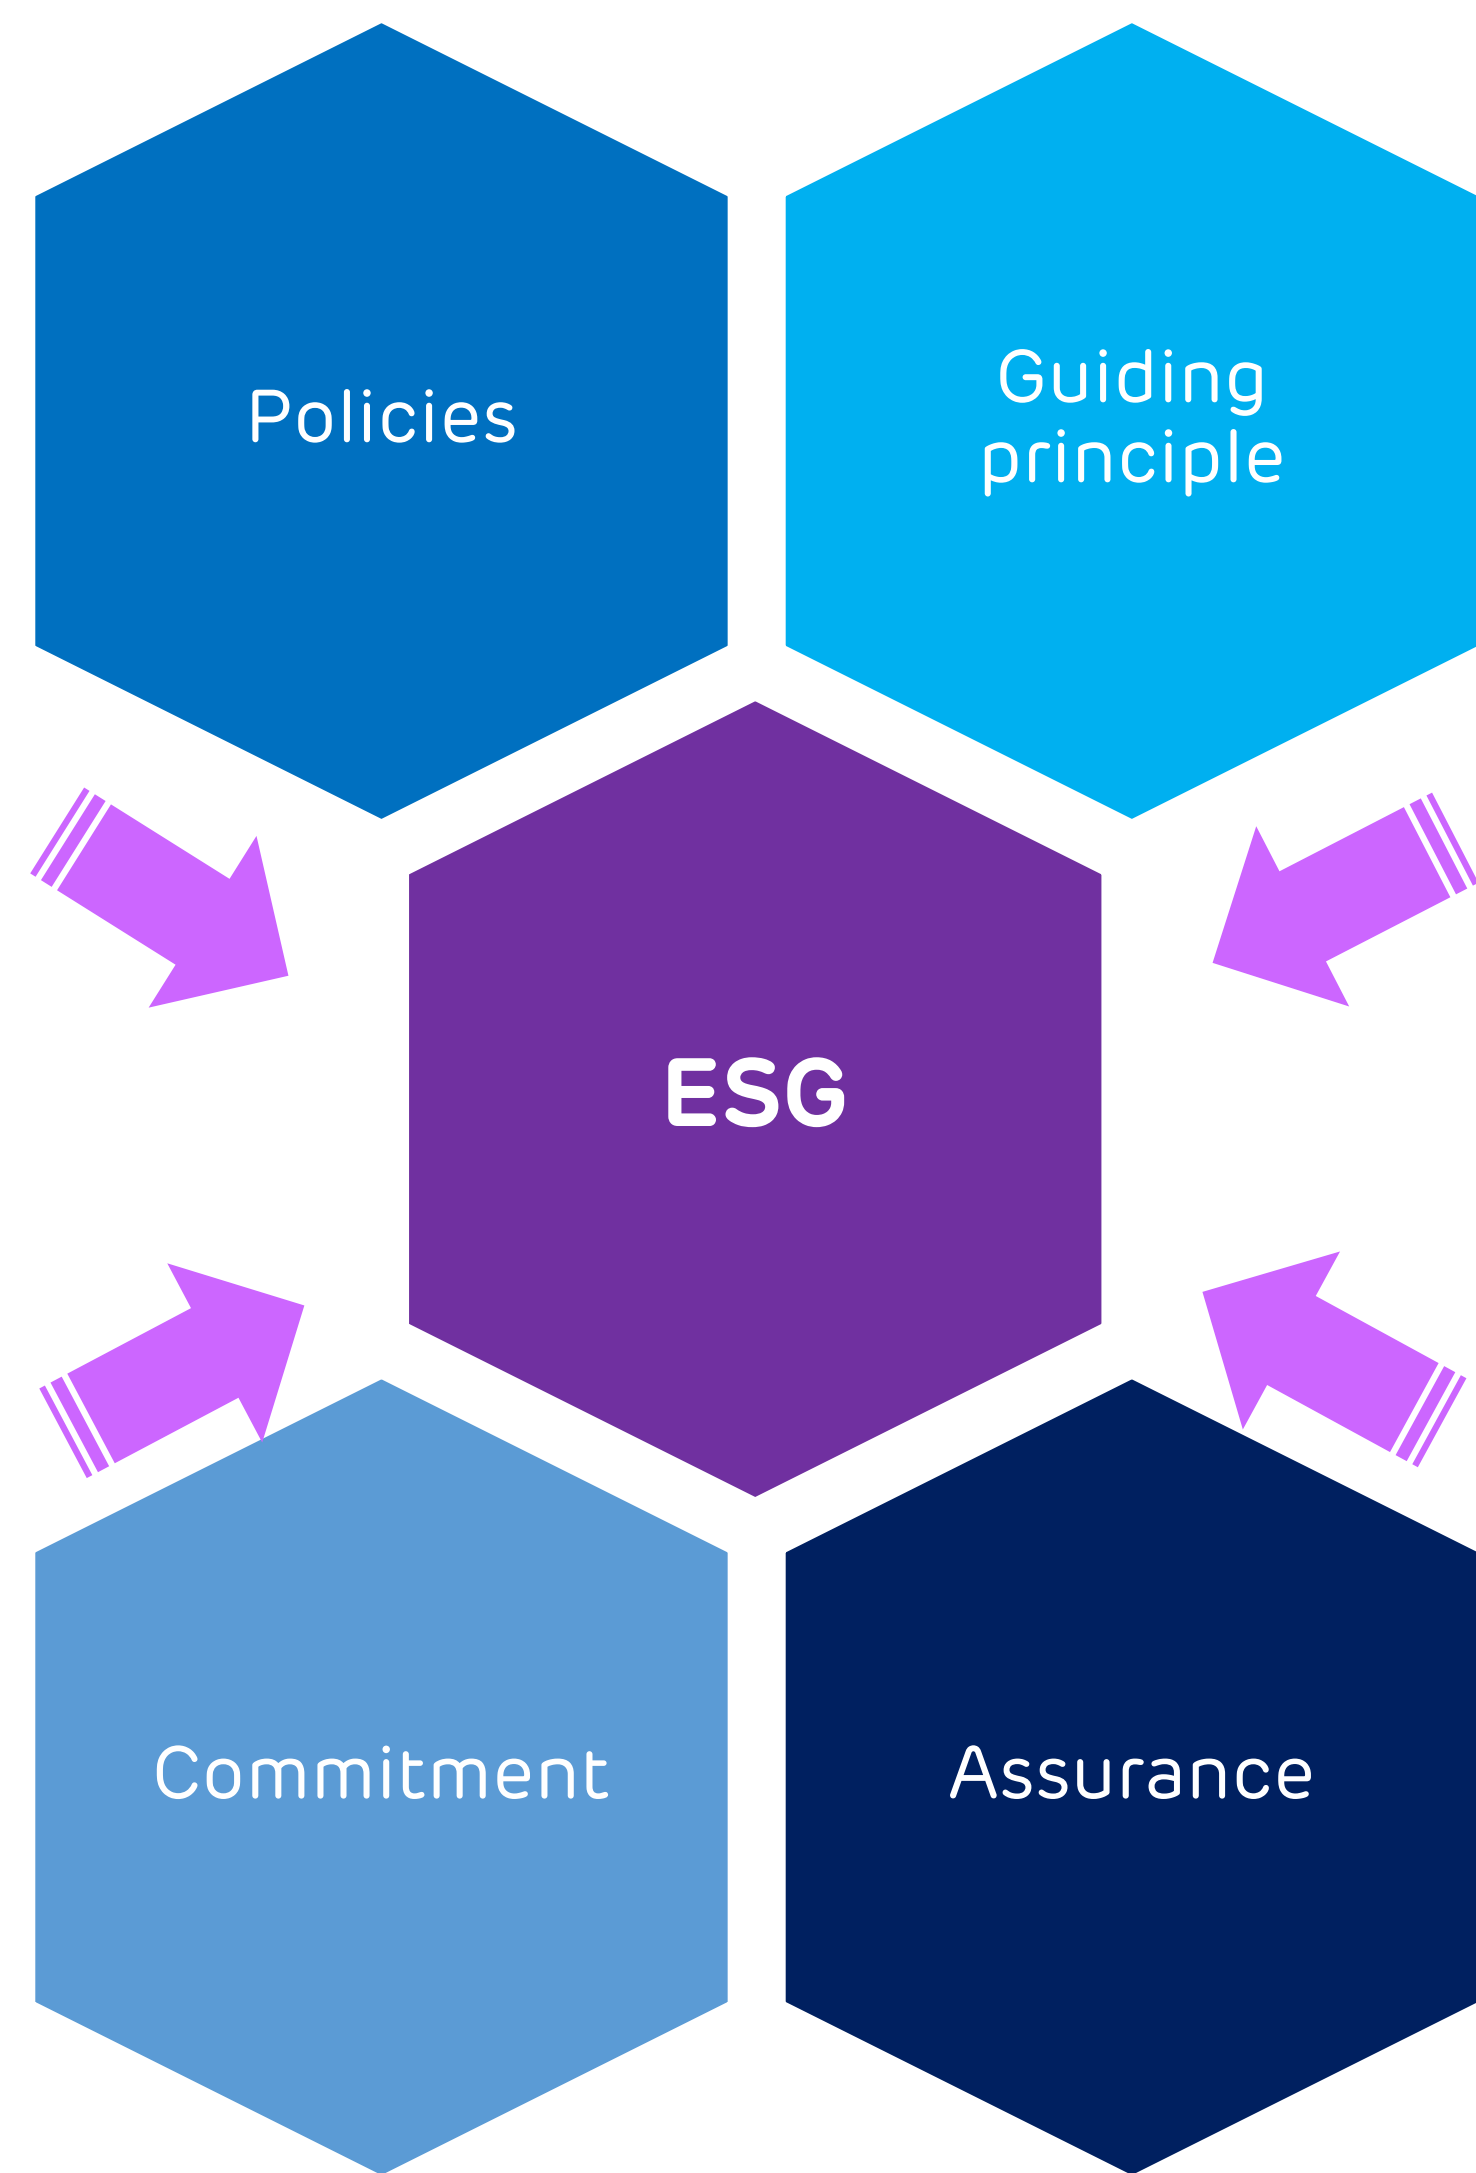 Policies
Guiding
principle
ESG
Commitment
Assurance